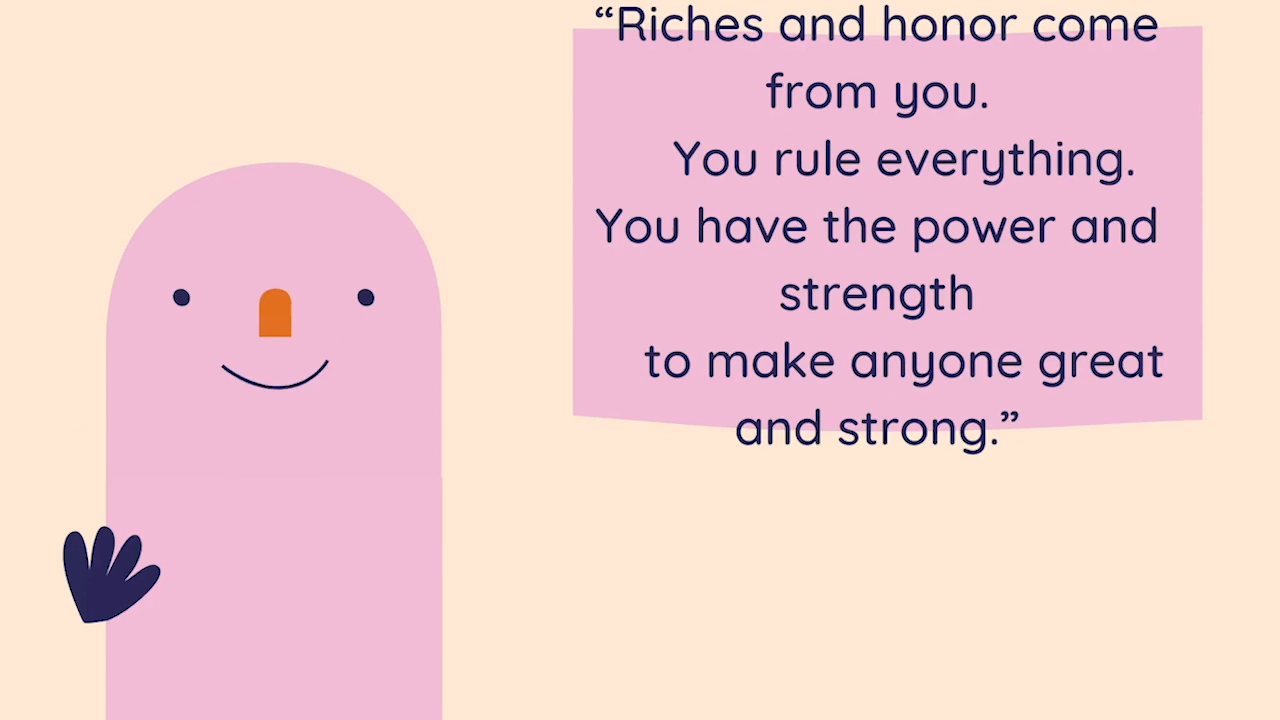 “Riches and honor come
from you.
You rule everything.
You have the power and
strength
to make anyone great
and strong.”